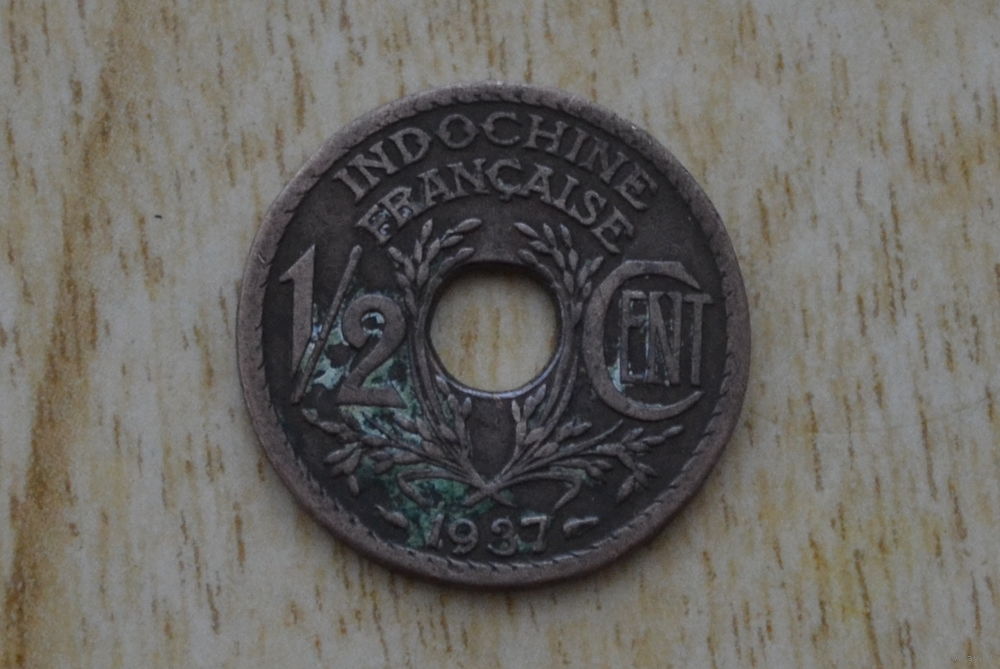 INDOCHINE
FRANÇAISE
1/2 CENT
1937